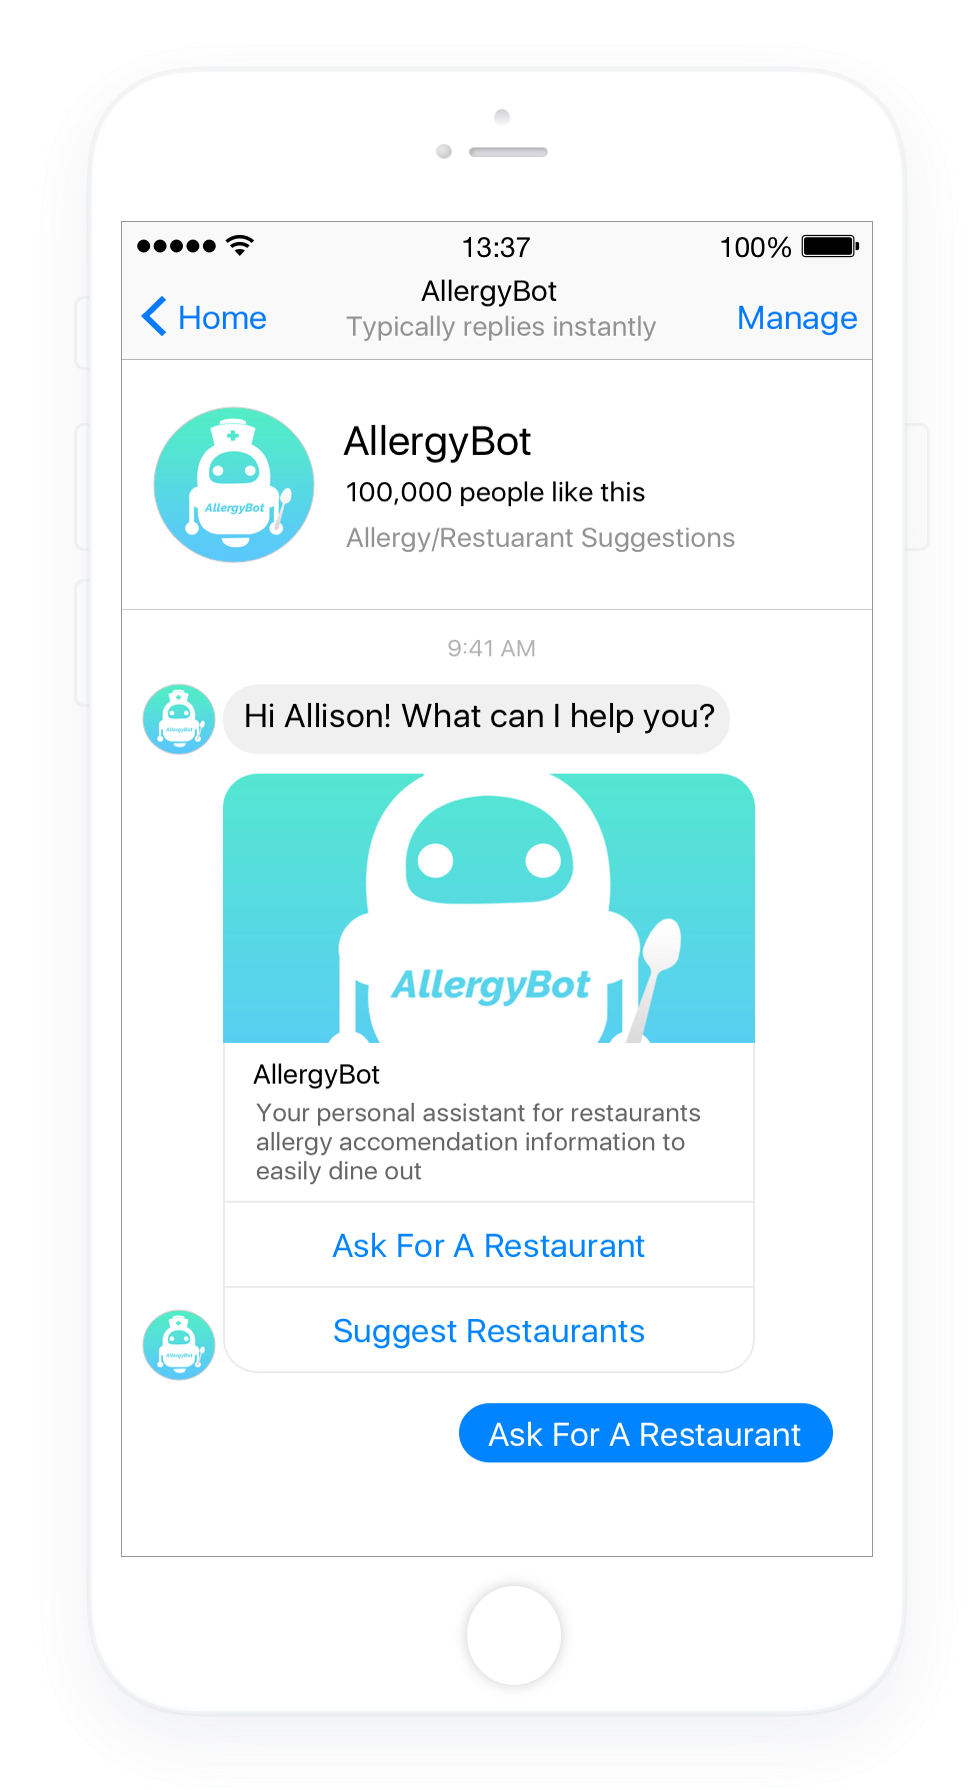 13:37
100%
Home
AllergyBot
Typically replies instantly
Manage
AllergyBot
AllergyBot
100,000 people like this
Allergy/Restuarant Suggestions
9:41 AM
AllergyBot
Hi Allison! What can I help you?
AllergyBot
AllergyBot
Your personal assistant for restaurants
allergy accomendation information to
easily dine out
Ask For A Restaurant
Suggest Restaurants
AllergyBot
Ask For A Restaurant